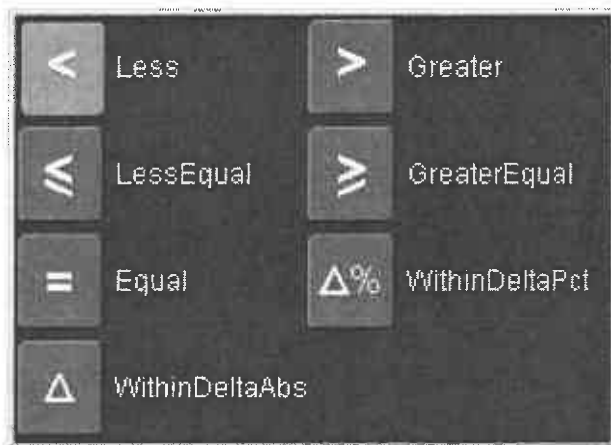 < Less > Greater
≤ LessEqual ≥ GreaterEqual
= Equal Δ% WithinDeltaPct
Δ WithinDeltaAbs